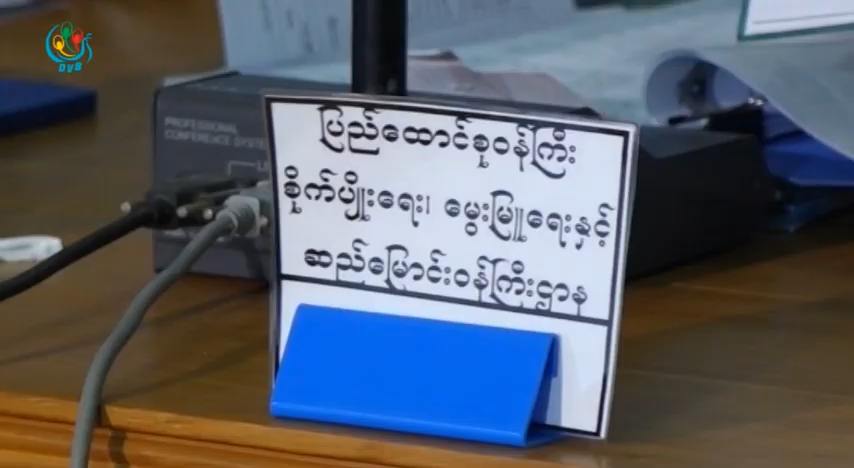 DVB
PROFESSIONAL
CONFERENCE SYSTEM
ပြည်ထောင်စုဝန်ကြီး
စိုက်ပျိုးရေး၊ မွေးမြူရေးနှင့်
ဆည်မြောင်းဝန်ကြီးဌာန